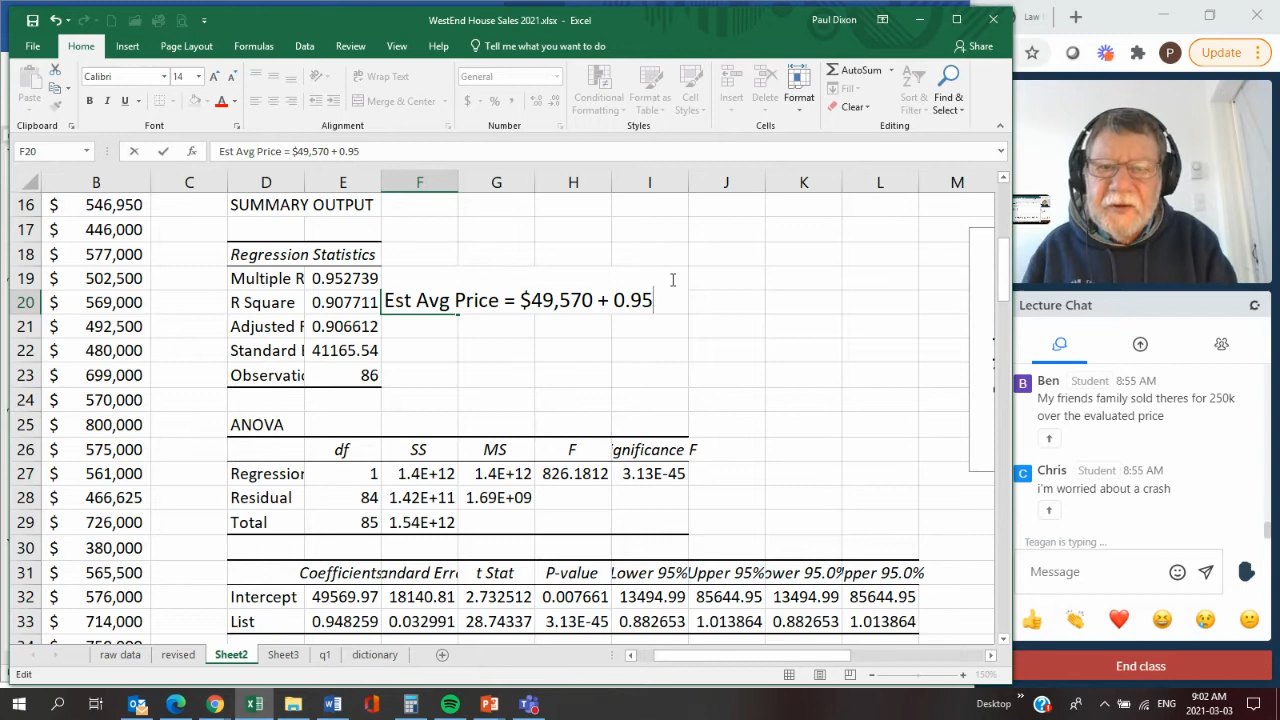 WestEnd House Sales 2021.xlsx - Excel
Paul Dixon
File Home Insert Page Layout Formulas Data Review View Help Tell me what you want to do Share
Paste
Calibri 14
B I U A
Wrap Text
Merge & Center
General
$ % ,
Conditional Formatting
Format as Table
Cell Styles
Insert Delete Format
AutoSum
Fill
Clear
Sort & Filter
Find & Select
Clipboard Font Alignment Number Styles Cells Editing
F20 fx Est Avg Price = $49,570 + 0.95
B C D E F G H I J K L M
16 $ 546,950 SUMMARY OUTPUT
17 $ 446,000
18 $ 577,000 Regression Statistics
19 $ 502,500 Multiple R 0.952739
20 $ 569,000 R Square 0.907711 Est Avg Price = $49,570 + 0.95
21 $ 492,500 Adjusted R 0.906612
22 $ 480,000 Standard E 41165.54
23 $ 699,000 Observatio 86
24 $ 570,000
25 $ 800,000 ANOVA
26 $ 575,000 df SS MS F ignificance F
27 $ 561,000 Regression 1 1.4E+12 1.4E+12 826.1812 3.13E-45
28 $ 466,625 Residual 84 1.42E+11 1.69E+09
29 $ 726,000 Total 85 1.54E+12
30 $ 380,000
31 $ 565,500 Coefficients andard Erro t Stat P-value Lower 95% Upper 95% ower 95.0% pper 95.0%
32 $ 576,000 Intercept 49569.97 18140.81 2.732512 0.007661 13494.99 85644.95 13494.99 85644.95
33 $ 714,000 List 0.948259 0.032991 28.74337 3.13E-45 0.882653 1.013864 0.882653 1.013864
raw data revised Sheet2 Sheet3 q1 dictionary
Edit 150%
Law
P Update
Lecture Chat
B Ben Student 8:55 AM
My friends family sold theres for 250k
over the evaluated price
C Chris Student 8:55 AM
i'm worried about a crash
Teagan is typing ...
Message
End class
Desktop ENG 9:02 AM
2021-03-03